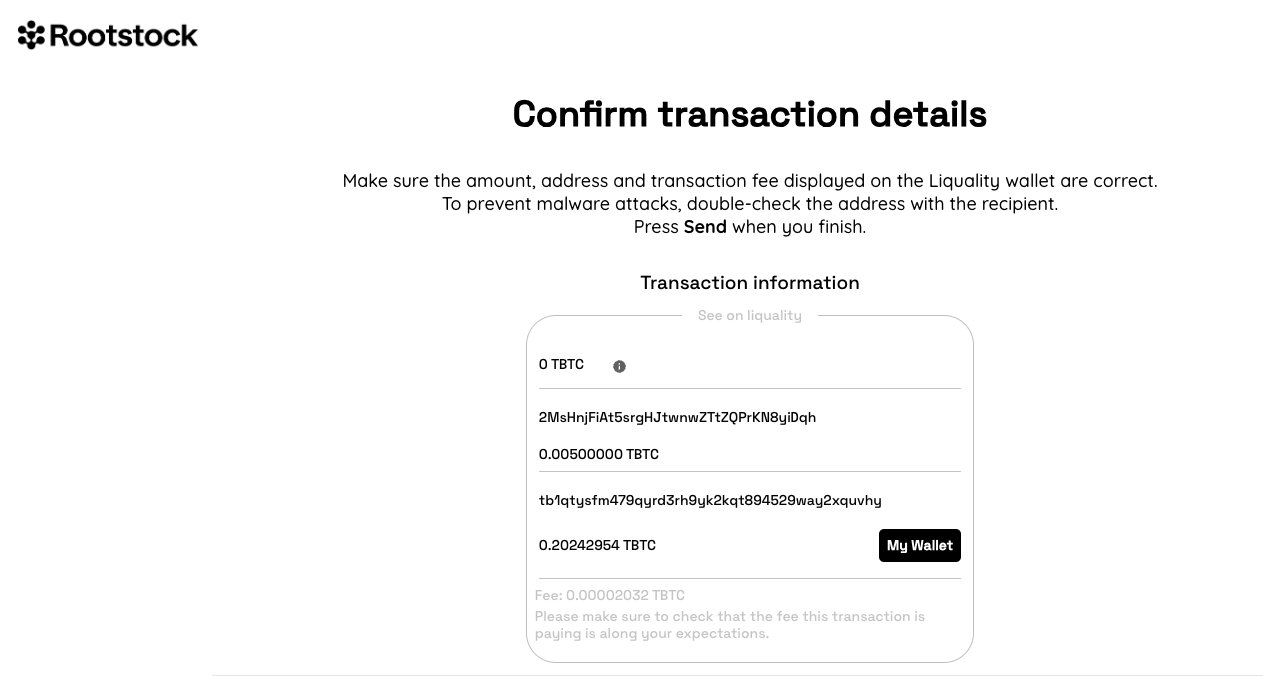 Rootstock
Confirm transaction details
Make sure the amount, address and transaction fee displayed on the Liquality wallet are correct.
To prevent malware attacks, double-check the address with the recipient.
Press Send when you finish.
Transaction information
See on liquality
0 TBTC
2MsHnjFiAt5srgHJtwnwZTtZQPrKN8yiDqh
0.00500000 TBTC
tb1qtysfm479qyrd3rh9yk2kqt894529way2xquvhy
0.20242954 TBTC
My Wallet
Fee: 0.00002032 TBTC
Please make sure to check that the fee this transaction is
paying is along your expectations.